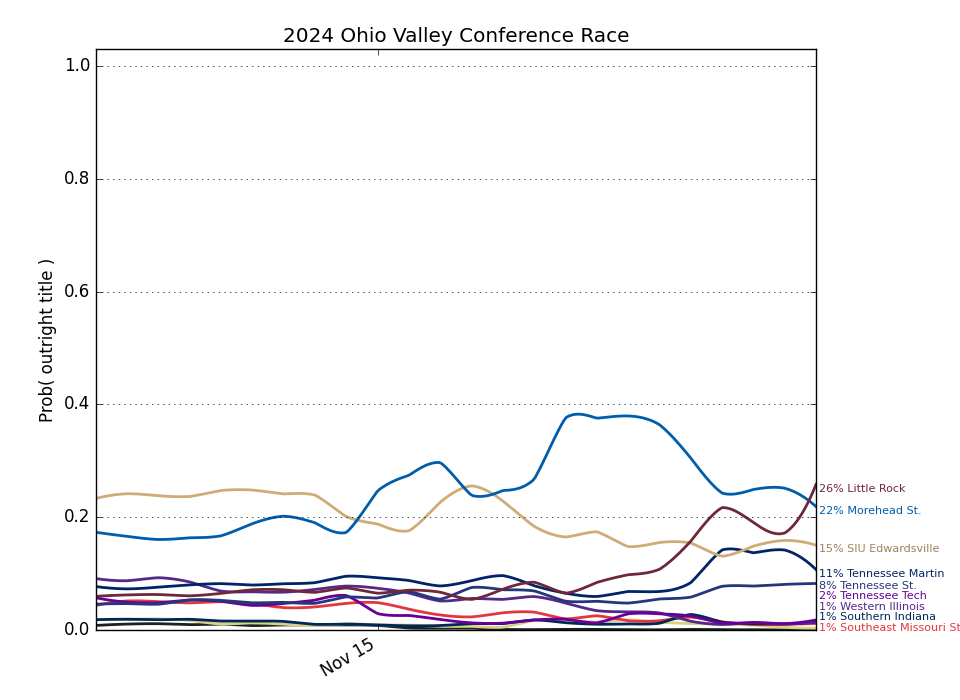 2024 Ohio Valley Conference Race
1.0
0.8
0.6
0.4
0.2
0.0
Prob( outright title )
Nov 15
26% Little Rock
22% Morehead St.
15% SIU Edwardsville
11% Tennessee Martin
8% Tennessee St.
2% Tennessee Tech
1% Western Illinois
1% Southern Indiana
1% Southeast Missouri St